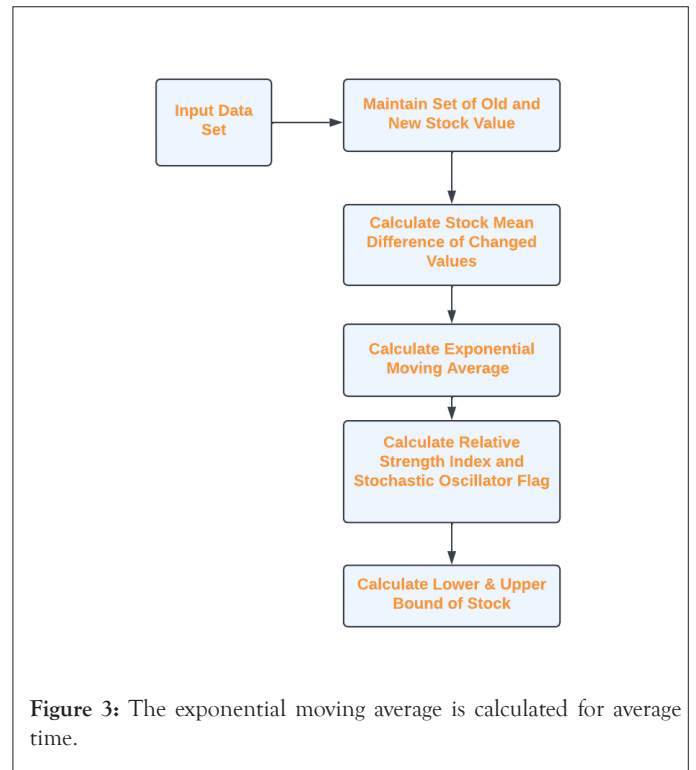 Input Data
Set
Maintain Set of Old and
New Stock Value
Calculate Stock Mean
Difference of Changed
Values
Calculate Exponential
Moving Average
Calculate Relative
Strength Index and
Stochastic Oscillator Flag
Calculate Lower & Upper
Bound of Stock
Figure 3: The exponential moving average is calculated for average
time.